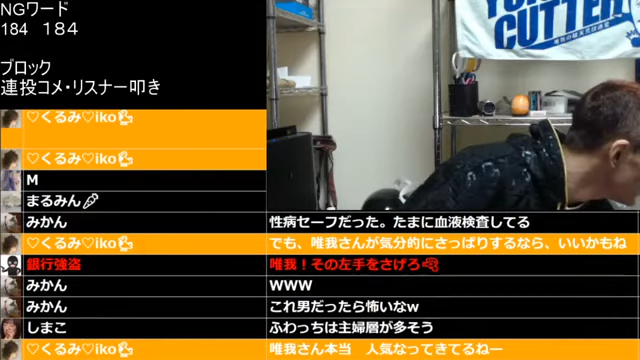 NGワード
184 １８４
ブロック
連投コメ・リスナー叩き
CUTTER
♡くるみ♡iko
♡くるみ♡iko
M
まるみん
みかん 性病セーフだった。たまに血液検査してる
♡くるみ♡iko でも、唯我さんが気分的にさっぱりするなら、いいかもね
銀行強盗 唯我！その左手をさげろ
みかん WWW
みかん これ男だったら怖いなw
しまこ ふわっちは主婦層が多そう
♡くるみ♡iko 唯我さん本当　人気なってきてるねー